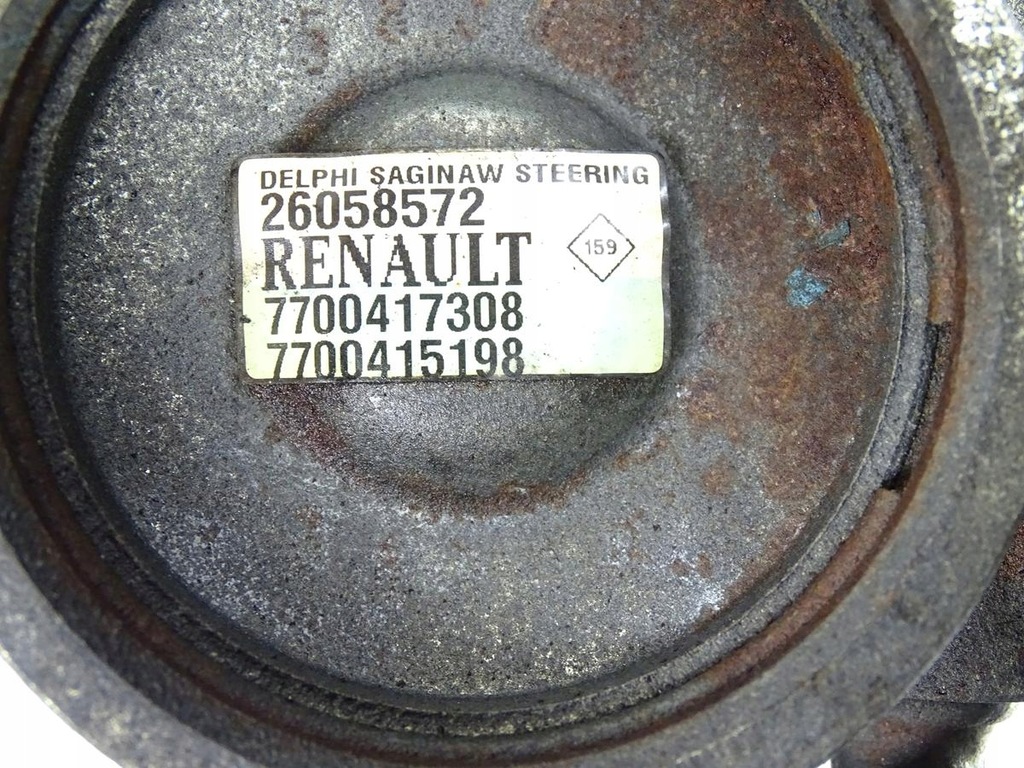 DELPHI SAGINAW STEERING
26058572
RENAULT
159
7700417308
7700415198